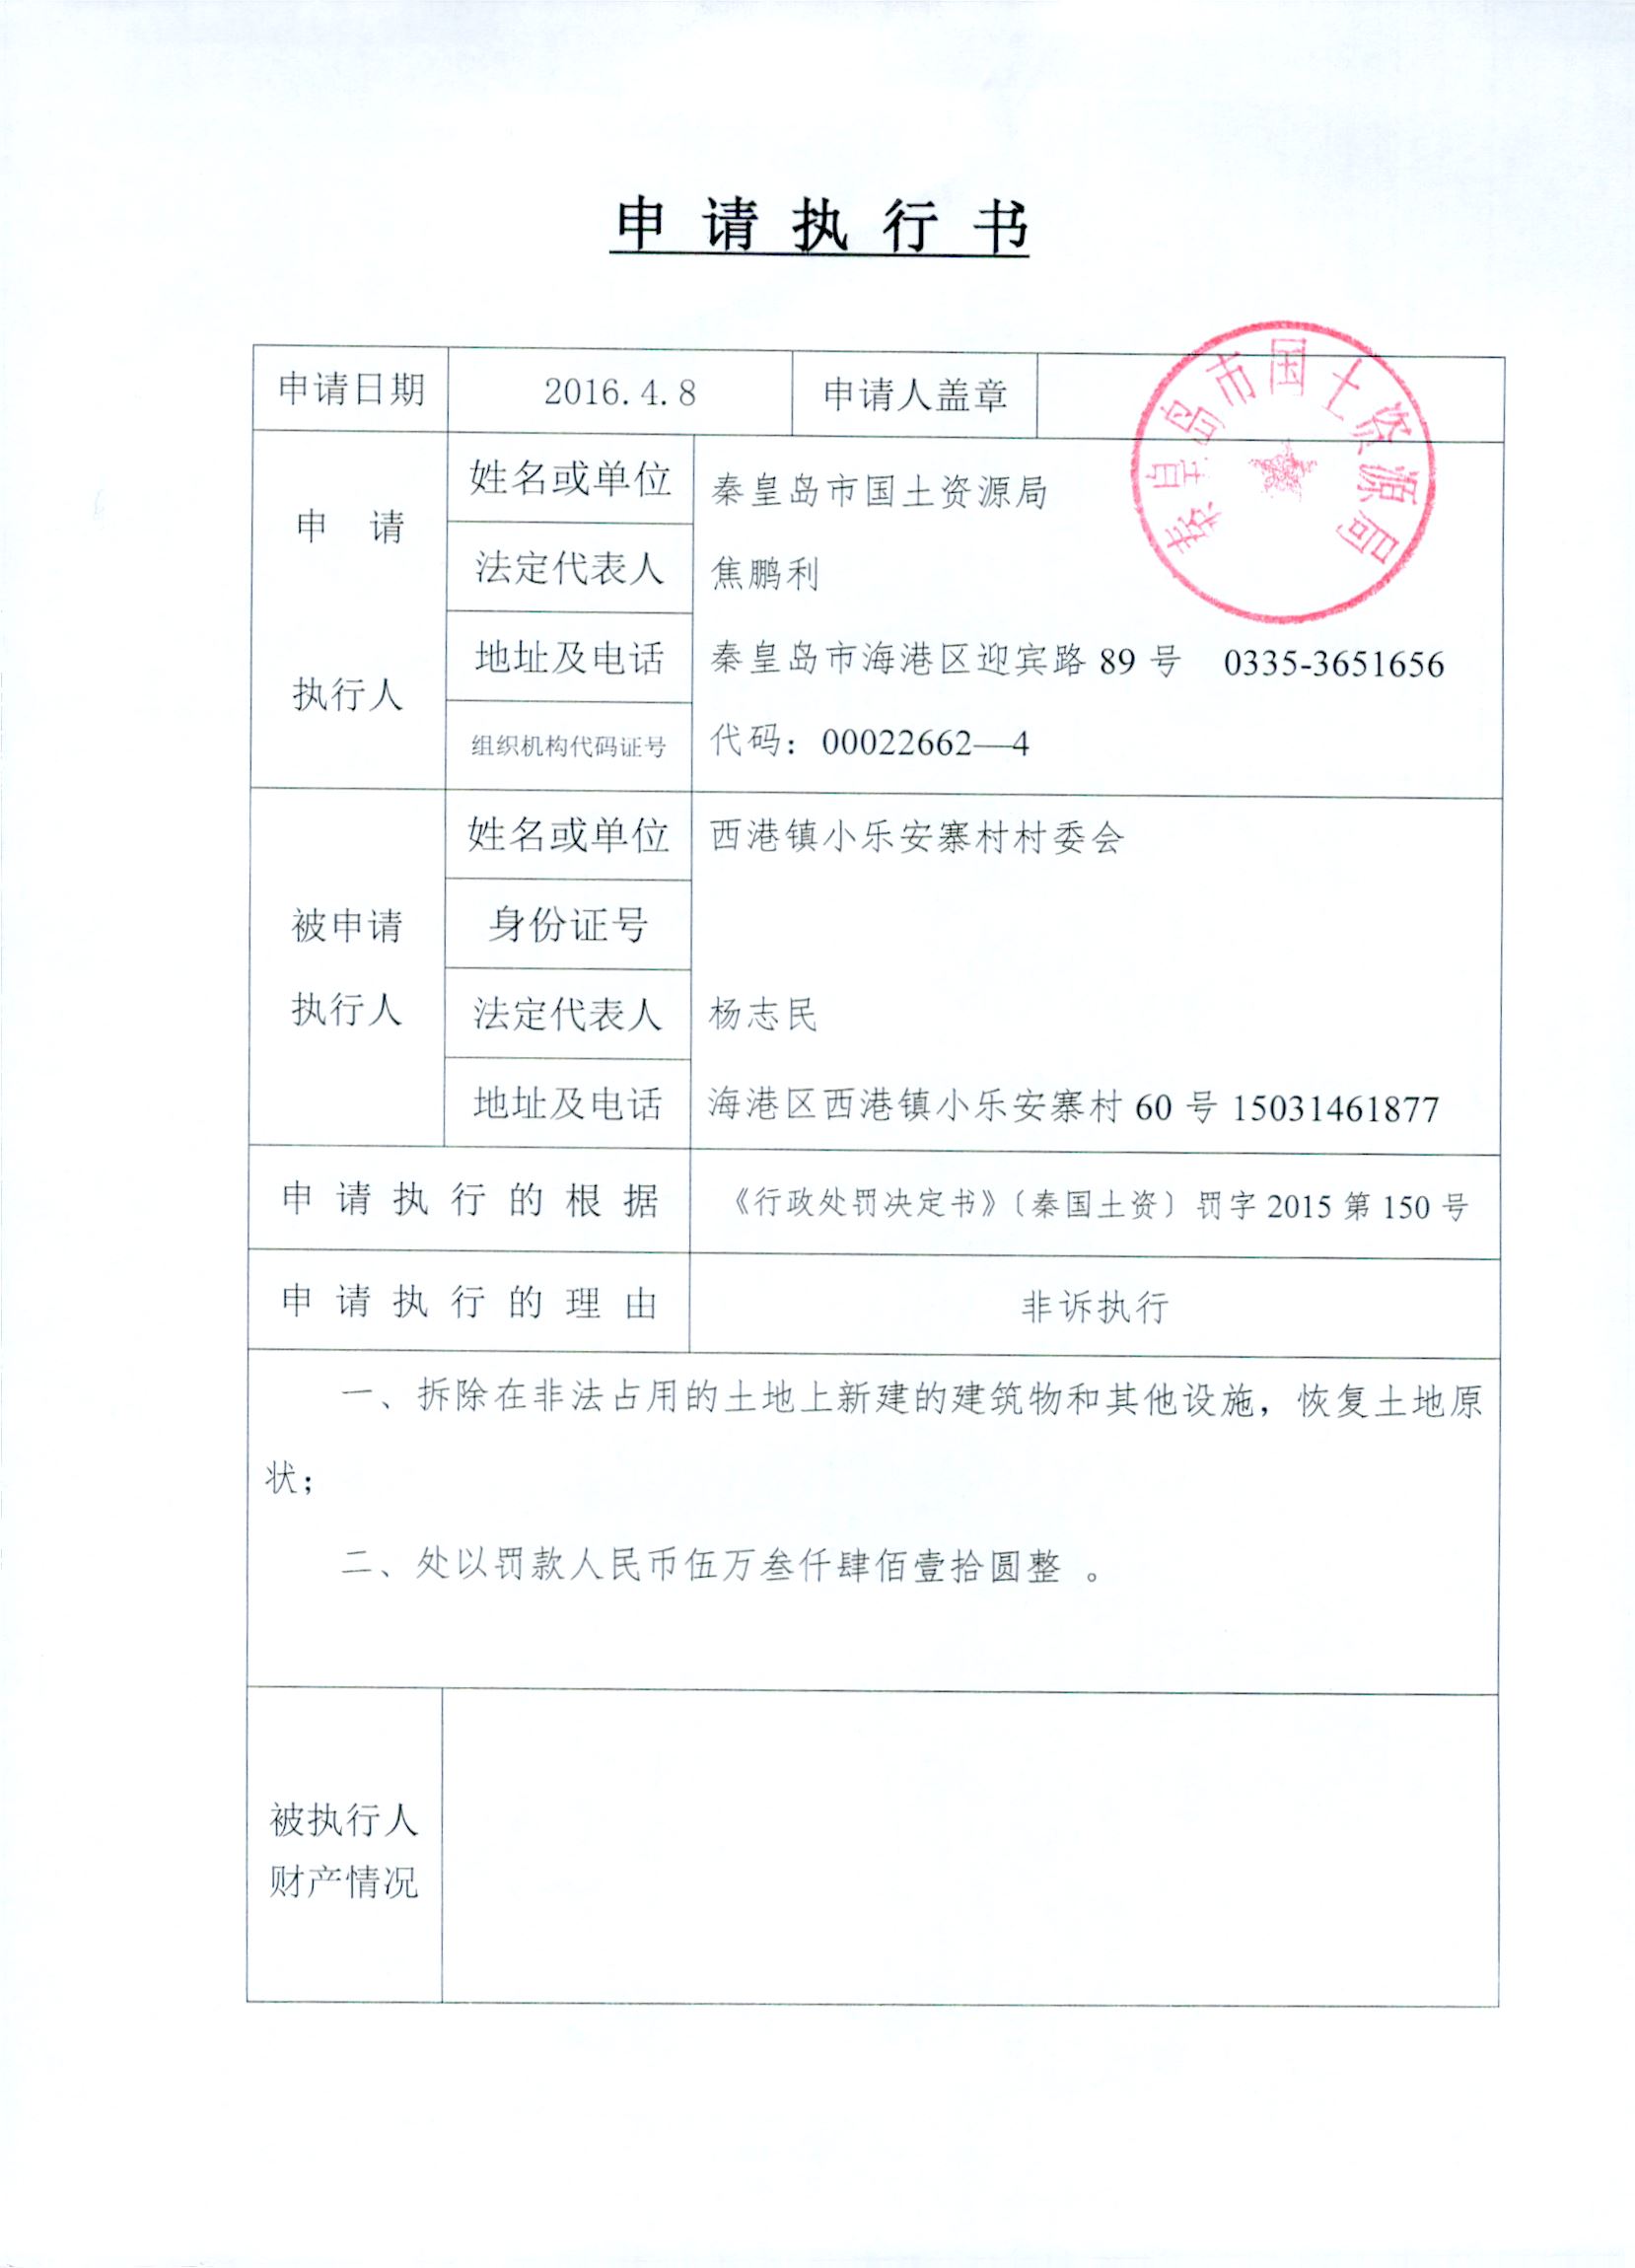 申请执行书
申请日期 2016.4.8 申请人盖章
秦皇岛市国土资源局
申 请
执行人
姓名或单位 秦皇岛市国土资源局
法定代表人 焦鹏利
地址及电话 秦皇岛市海港区迎宾路 89 号 0335-3651656
组织机构代码证号 代码：00022662—4
被申请
执行人
姓名或单位 西港镇小乐安寨村村委会
身份证号
法定代表人 杨志民
地址及电话 海港区西港镇小乐安寨村 60 号 15031461877
申请执行的根据 《行政处罚决定书》〔秦国土资〕罚字 2015 第 150 号
申请执行的理由 非诉执行
一、拆除在非法占用的土地上新建的建筑物和其他设施，恢复土地原
状；
二、处以罚款人民币伍万叁仟肆佰壹拾圆整 。
被执行人
财产情况